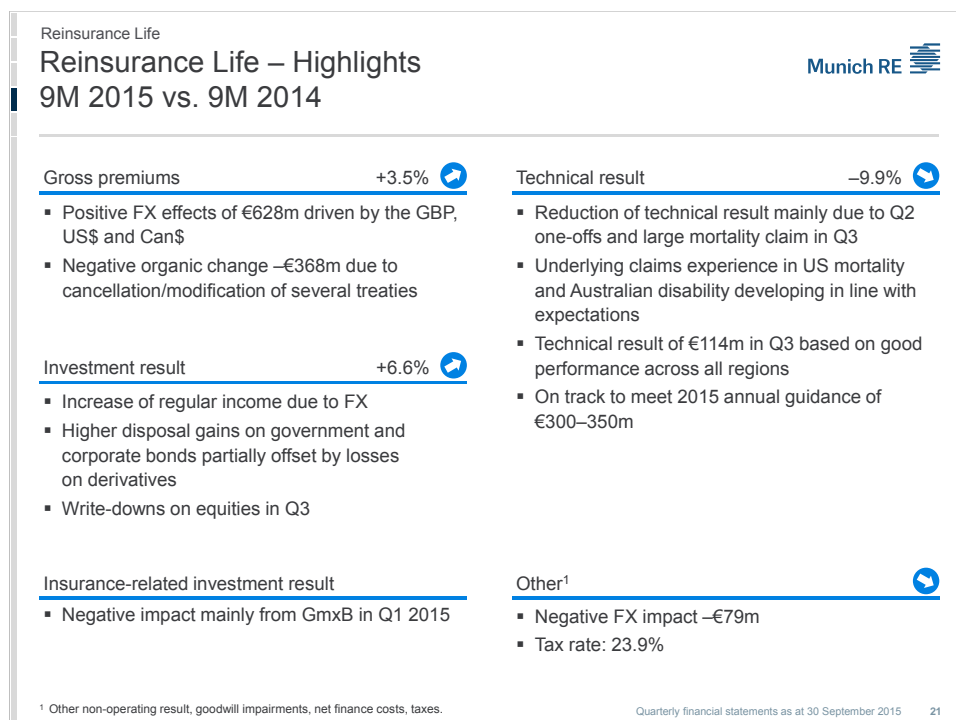 Reinsurance Life
Reinsurance Life – Highlights
9M 2015 vs. 9M 2014
Munich RE
Gross premiums +3.5%
▪ Positive FX effects of €628m driven by the GBP,
US$ and Can$
▪ Negative organic change –€368m due to
cancellation/modification of several treaties
Investment result +6.6%
▪ Increase of regular income due to FX
▪ Higher disposal gains on government and
corporate bonds partially offset by losses
on derivatives
▪ Write-downs on equities in Q3
Insurance-related investment result
▪ Negative impact mainly from GmxB in Q1 2015
Technical result –9.9%
▪ Reduction of technical result mainly due to Q2
one-offs and large mortality claim in Q3
▪ Underlying claims experience in US mortality
and Australian disability developing in line with
expectations
▪ Technical result of €114m in Q3 based on good
performance across all regions
▪ On track to meet 2015 annual guidance of
€300–350m
Other1
▪ Negative FX impact –€79m
▪ Tax rate: 23.9%
1 Other non-operating result, goodwill impairments, net finance costs, taxes.
Quarterly financial statements as at 30 September 2015 21